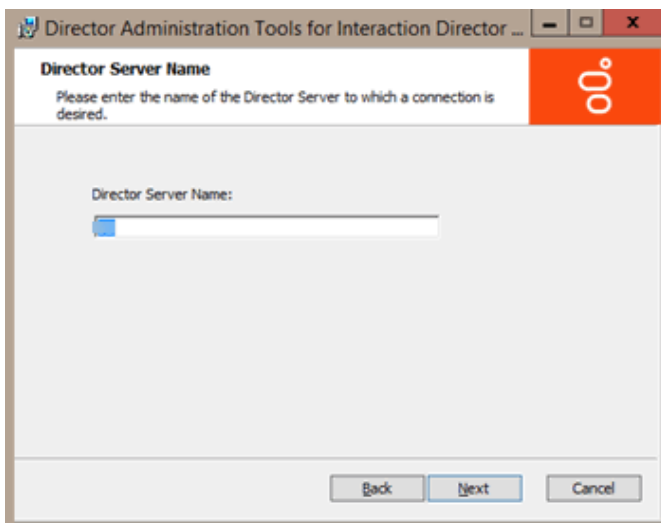 Director Administration Tools for Interaction Director ...
Director Server Name
Please enter the name of the Director Server to which a connection is
desired.
Director Server Name:
Back
Next
Cancel